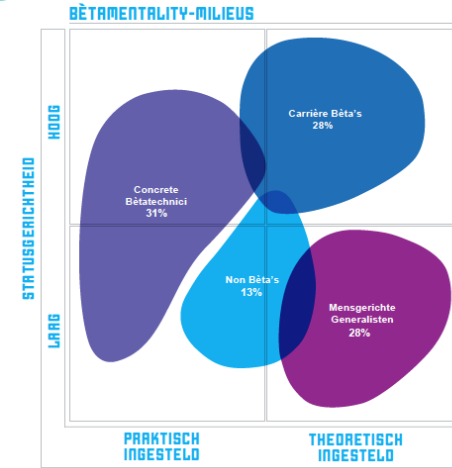 BÈTAMENTALITY-MILIEUS
HOOG
Carrière Bèta's
28%
Concrete
Bètatechnici
31%
STATUSGERICHTHEID
Non Bèta's
13%
Mensgerichte
Generalisten
28%
LAAG
PRAKTISCH
INGESTELD
THEORETISCH
INGESTELD